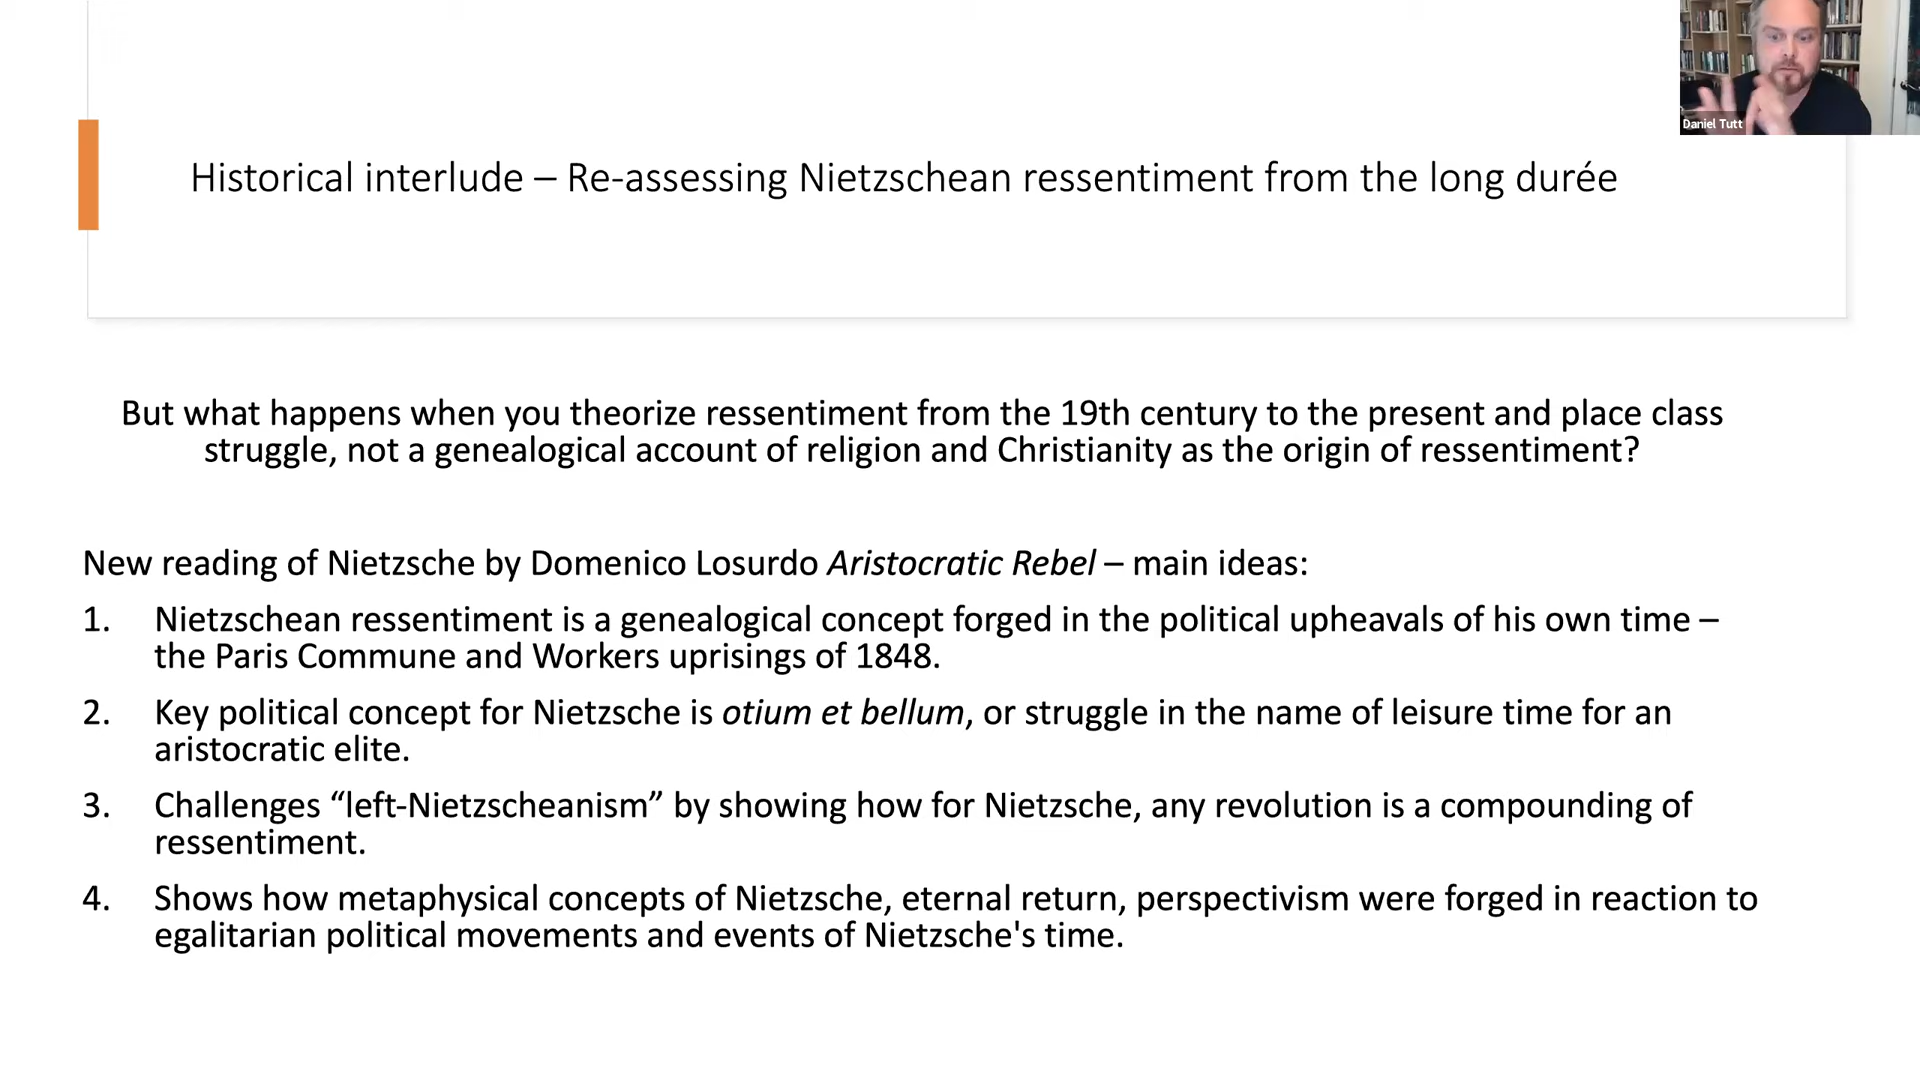 Daniel Tutt
Historical interlude – Re-assessing Nietzschean ressentiment from the long durée
But what happens when you theorize ressentiment from the 19th century to the present and place class
struggle, not a genealogical account of religion and Christianity as the origin of ressentiment?
New reading of Nietzsche by Domenico Losurdo Aristocratic Rebel – main ideas:
1. Nietzschean ressentiment is a genealogical concept forged in the political upheavals of his own time –
the Paris Commune and Workers uprisings of 1848.
2. Key political concept for Nietzsche is otium et bellum, or struggle in the name of leisure time for an
aristocratic elite.
3. Challenges “left-Nietzscheanism” by showing how for Nietzsche, any revolution is a compounding of
ressentiment.
4. Shows how metaphysical concepts of Nietzsche, eternal return, perspectivism were forged in reaction to
egalitarian political movements and events of Nietzsche's time.